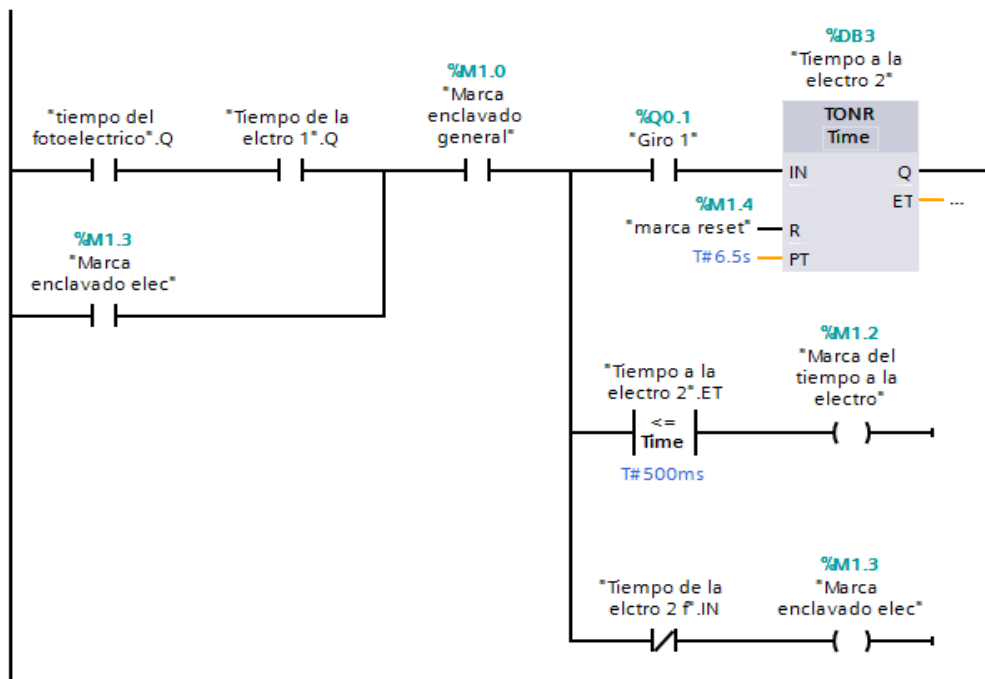 %DB3
"Tiempo a la
electro 2"
%M1.0
"Marca
enclavado
general"
"tiempo del
fotoelectrico".Q
"Tiempo de la
elctro 1".Q
%Q0.1
"Giro 1"
TONR
Time
IN
Q
ET
...
%M1.4
"marca reset"
R
T#6.5s
PT
%M1.3
"Marca
enclavado elec"
%M1.2
"Marca del
tiempo a la
electro"
"Tiempo a la
electro 2".ET
<=
Time
T#500ms
%M1.3
"Marca
enclavado elec"
"Tiempo de la
elctro 2 f".IN